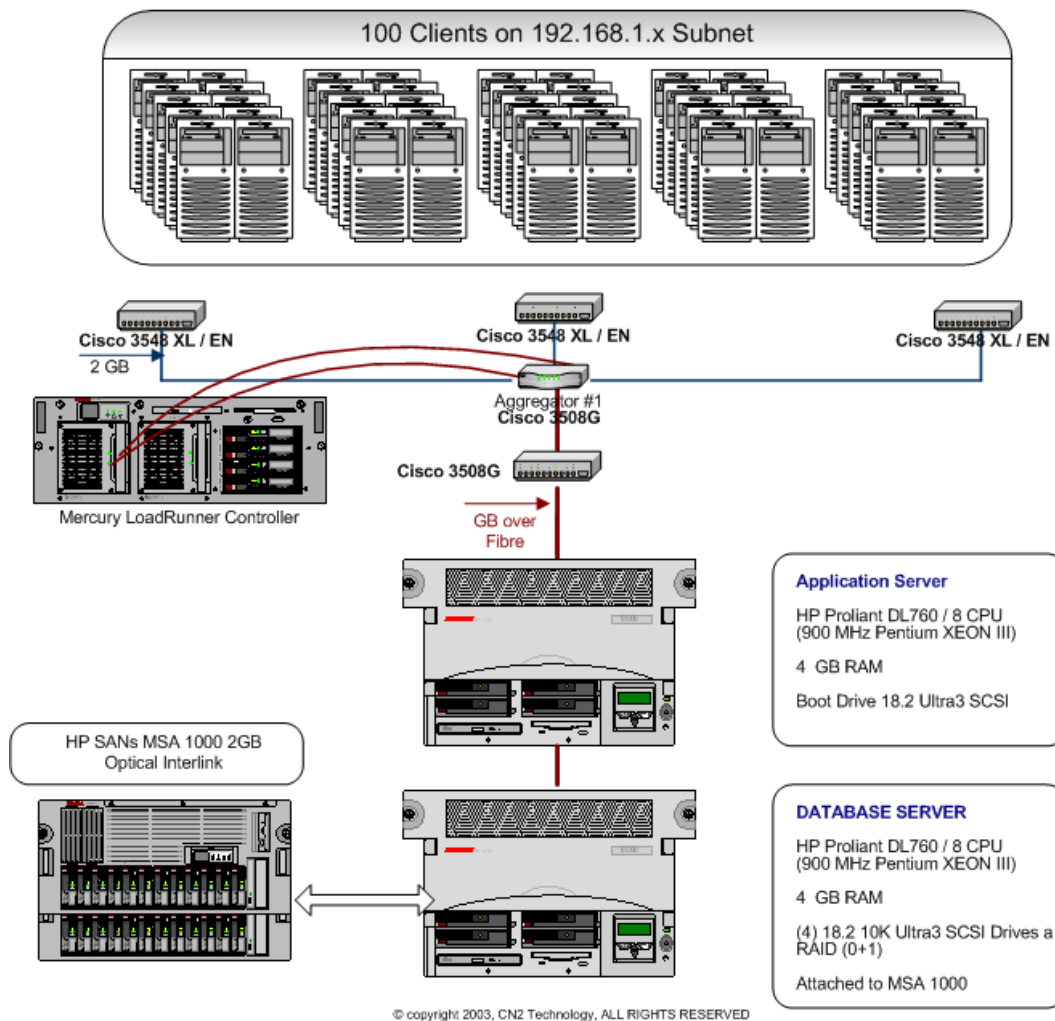 100 Clients on 192.168.1.x Subnet
Cisco 3548 XL / EN
Cisco 3548 XL / EN
Cisco 3548 XL / EN
2 GB
Aggregator #1
Cisco 3508G
Cisco 3508G
Mercury LoadRunner Controller
GB over
Fibre
Application Server
HP Proliant DL760 / 8 CPU
(900 MHz Pentium XEON III)
4 GB RAM
Boot Drive 18.2 Ultra3 SCSI
HP SANs MSA 1000 2GB
Optical Interlink
DATABASE SERVER
HP Proliant DL760 / 8 CPU
(900 MHz Pentium XEON III)
4 GB RAM
(4) 18.2 10K Ultra3 SCSI Drives a
RAID (0+1)
Attached to MSA 1000
© copyright 2003, CN2 Technology, ALL RIGHTS RESERVED